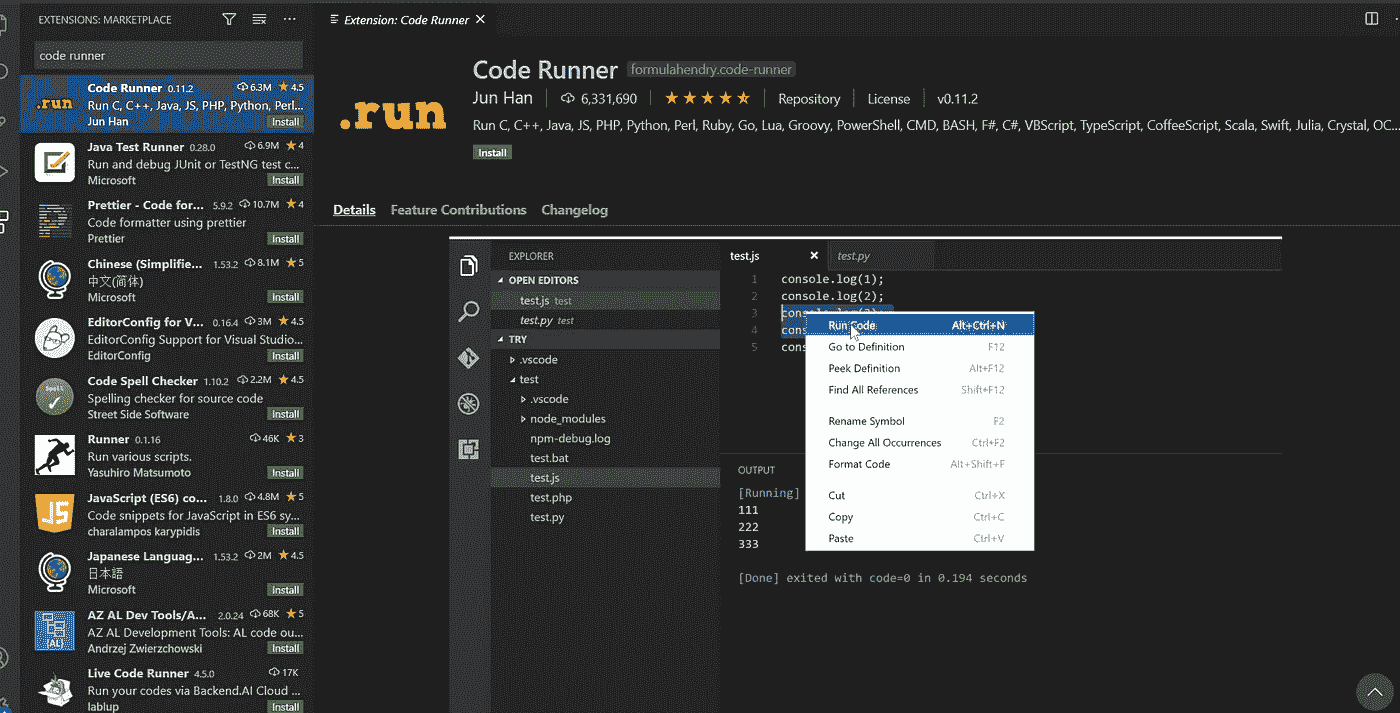 EXTENSIONS: MARKETPLACE
code runner
Code Runner 0.11.2 6.3M 4.5
Run C, C++, Java, JS, PHP, Python, Perl...
Jun Han Install
Java Test Runner 0.28.0 6.9M 4
Run and debug JUnit or TestNG test c...
Microsoft Install
Prettier - Code for... 5.9.2 10.7M 4
Code formatter using prettier
Prettier Install
Chinese (Simplifie... 1.53.2 8.1M 5
中文(简体)
Microsoft Install
EditorConfig for V... 0.16.4 3M 4.5
EditorConfig Support for Visual Studio...
EditorConfig Install
Code Spell Checker 1.10.2 2.2M 4.5
Spelling checker for source code
Street Side Software Install
Spell
Runner 0.1.16 46K 3
Run various scripts.
Yasuhiro Matsumoto Install
JavaScript (ES6) co... 1.8.0 4.8M 5
Code snippets for JavaScript in ES6 sy...
charalampos karypidis Install
JS
Japanese Languag... 1.53.2 2M 4.5
日本語
Microsoft Install
AZ AL Dev Tools/A... 2.0.24 68K 5
AZ AL Development Tools: AL code ou...
Andrzej Zwierzchowski Install
(AL)
Live Code Runner 4.5.0 17K
Run your codes via Backend.AI Cloud ...
lablup Install
.run
Extension: Code Runner
.run
Code Runner formulahendry.code-runner
Jun Han 6,331,690 Repository License v0.11.2
Run C, C++, Java, JS, PHP, Python, Perl, Ruby, Go, Lua, Groovy, PowerShell, CMD, BASH, F#, C#, VBScript, TypeScript, CoffeeScript, Scala, Swift, Julia, Crystal, OC...
Install
Details Feature Contributions Changelog
EXPLORER
OPEN EDITORS
test.js test
test.py test
TRY
.vscode
test
.vscode
node_modules
npm-debug.log
test.bat
test.js
test.php
test.py
test.js test.py
1 console.log(1);
2 console.log(2);
3
4
5
Run Code Alt+Ctrl+N
Go to Definition F12
Peek Definition Alt+F12
Find All References Shift+F12
Rename Symbol F2
Change All Occurrences Ctrl+F2
Format Code Alt+Shift+F
Cut Ctrl+X
Copy Ctrl+C
Paste Ctrl+V
OUTPUT
[Running]
111
222
333
[Done] exited with code=0 in 0.194 seconds